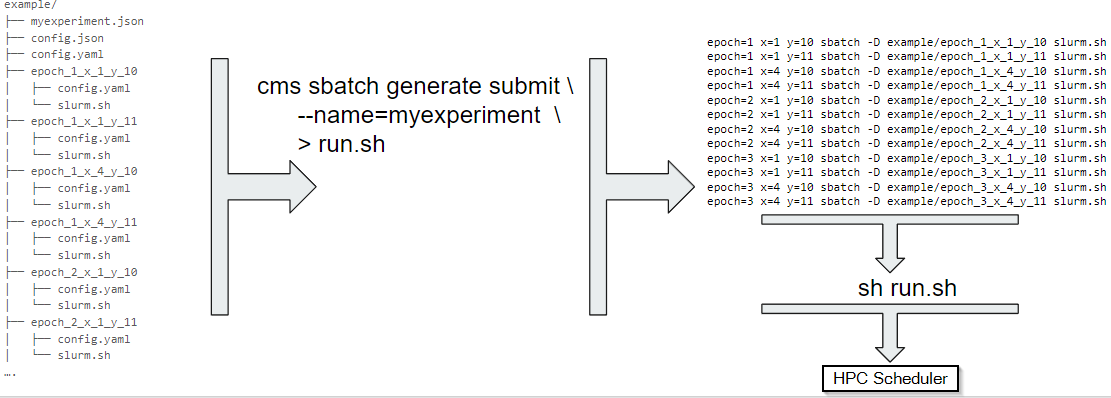 example/
├── myexperiment.json
├── config.json
├── config.yaml
├── epoch_1_x_1_y_10
│   ├── config.yaml
│   └── slurm.sh
├── epoch_1_x_1_y_11
│   ├── config.yaml
│   └── slurm.sh
├── epoch_1_x_4_y_10
│   ├── config.yaml
│   └── slurm.sh
├── epoch_1_x_4_y_11
│   ├── config.yaml
│   └── slurm.sh
├── epoch_2_x_1_y_10
│   ├── config.yaml
│   └── slurm.sh
├── epoch_2_x_1_y_11
│   ├── config.yaml
│   └── slurm.sh
….
cms sbatch generate submit \
--name=myexperiment \
> run.sh
epoch=1 x=1 y=10 sbatch -D example/epoch_1_x_1_y_10 slurm.sh
epoch=1 x=1 y=11 sbatch -D example/epoch_1_x_1_y_11 slurm.sh
epoch=1 x=4 y=10 sbatch -D example/epoch_1_x_4_y_10 slurm.sh
epoch=1 x=4 y=11 sbatch -D example/epoch_1_x_4_y_11 slurm.sh
epoch=2 x=1 y=10 sbatch -D example/epoch_2_x_1_y_10 slurm.sh
epoch=2 x=1 y=11 sbatch -D example/epoch_2_x_1_y_11 slurm.sh
epoch=2 x=4 y=10 sbatch -D example/epoch_2_x_4_y_10 slurm.sh
epoch=2 x=4 y=11 sbatch -D example/epoch_2_x_4_y_11 slurm.sh
epoch=3 x=1 y=10 sbatch -D example/epoch_3_x_1_y_10 slurm.sh
epoch=3 x=1 y=11 sbatch -D example/epoch_3_x_1_y_11 slurm.sh
epoch=3 x=4 y=10 sbatch -D example/epoch_3_x_4_y_10 slurm.sh
epoch=3 x=4 y=11 sbatch -D example/epoch_3_x_4_y_11 slurm.sh
sh run.sh
HPC Scheduler